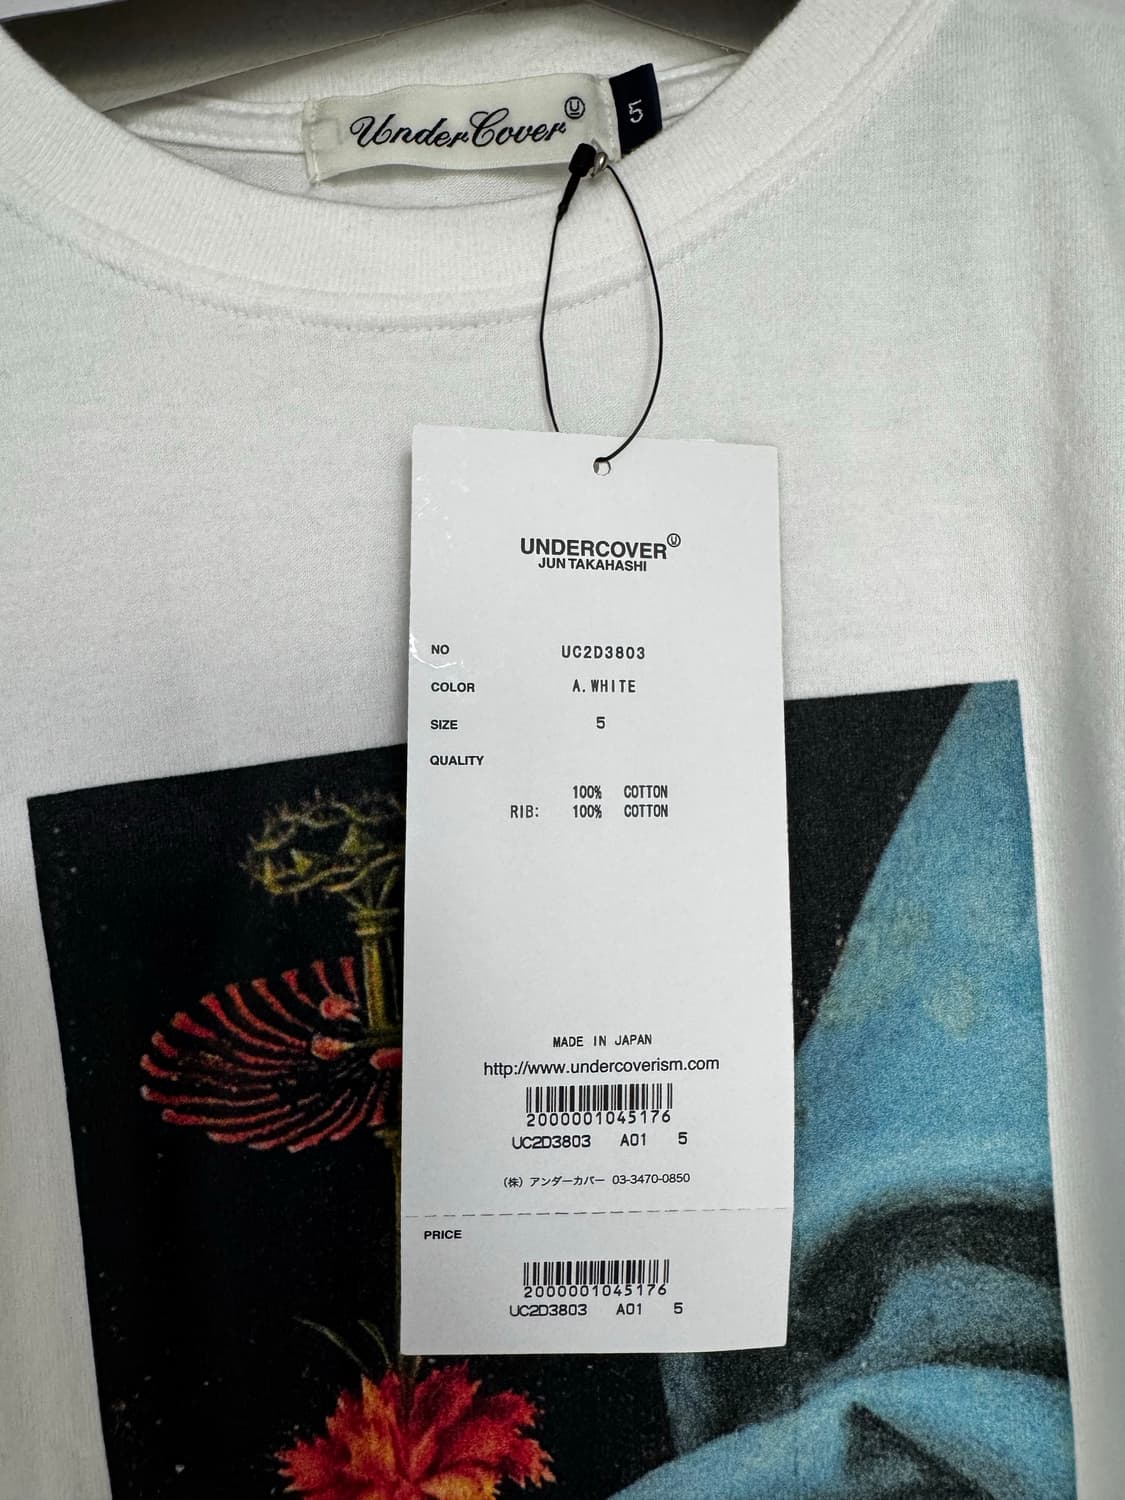 UnderCover Ⓤ
5
UNDERCOVER Ⓤ
JUN TAKAHASHI
NO UC2D3803
COLOR A.WHITE
SIZE 5
QUALITY
100% COTTON
RIB: 100% COTTON
MADE IN JAPAN
http://www.undercoverism.com
2000001045176
UC2D3803 A01 5
(株) アンダーカバー 03-3470-0850
PRICE
2000001045176
UC2D3803 A01 5